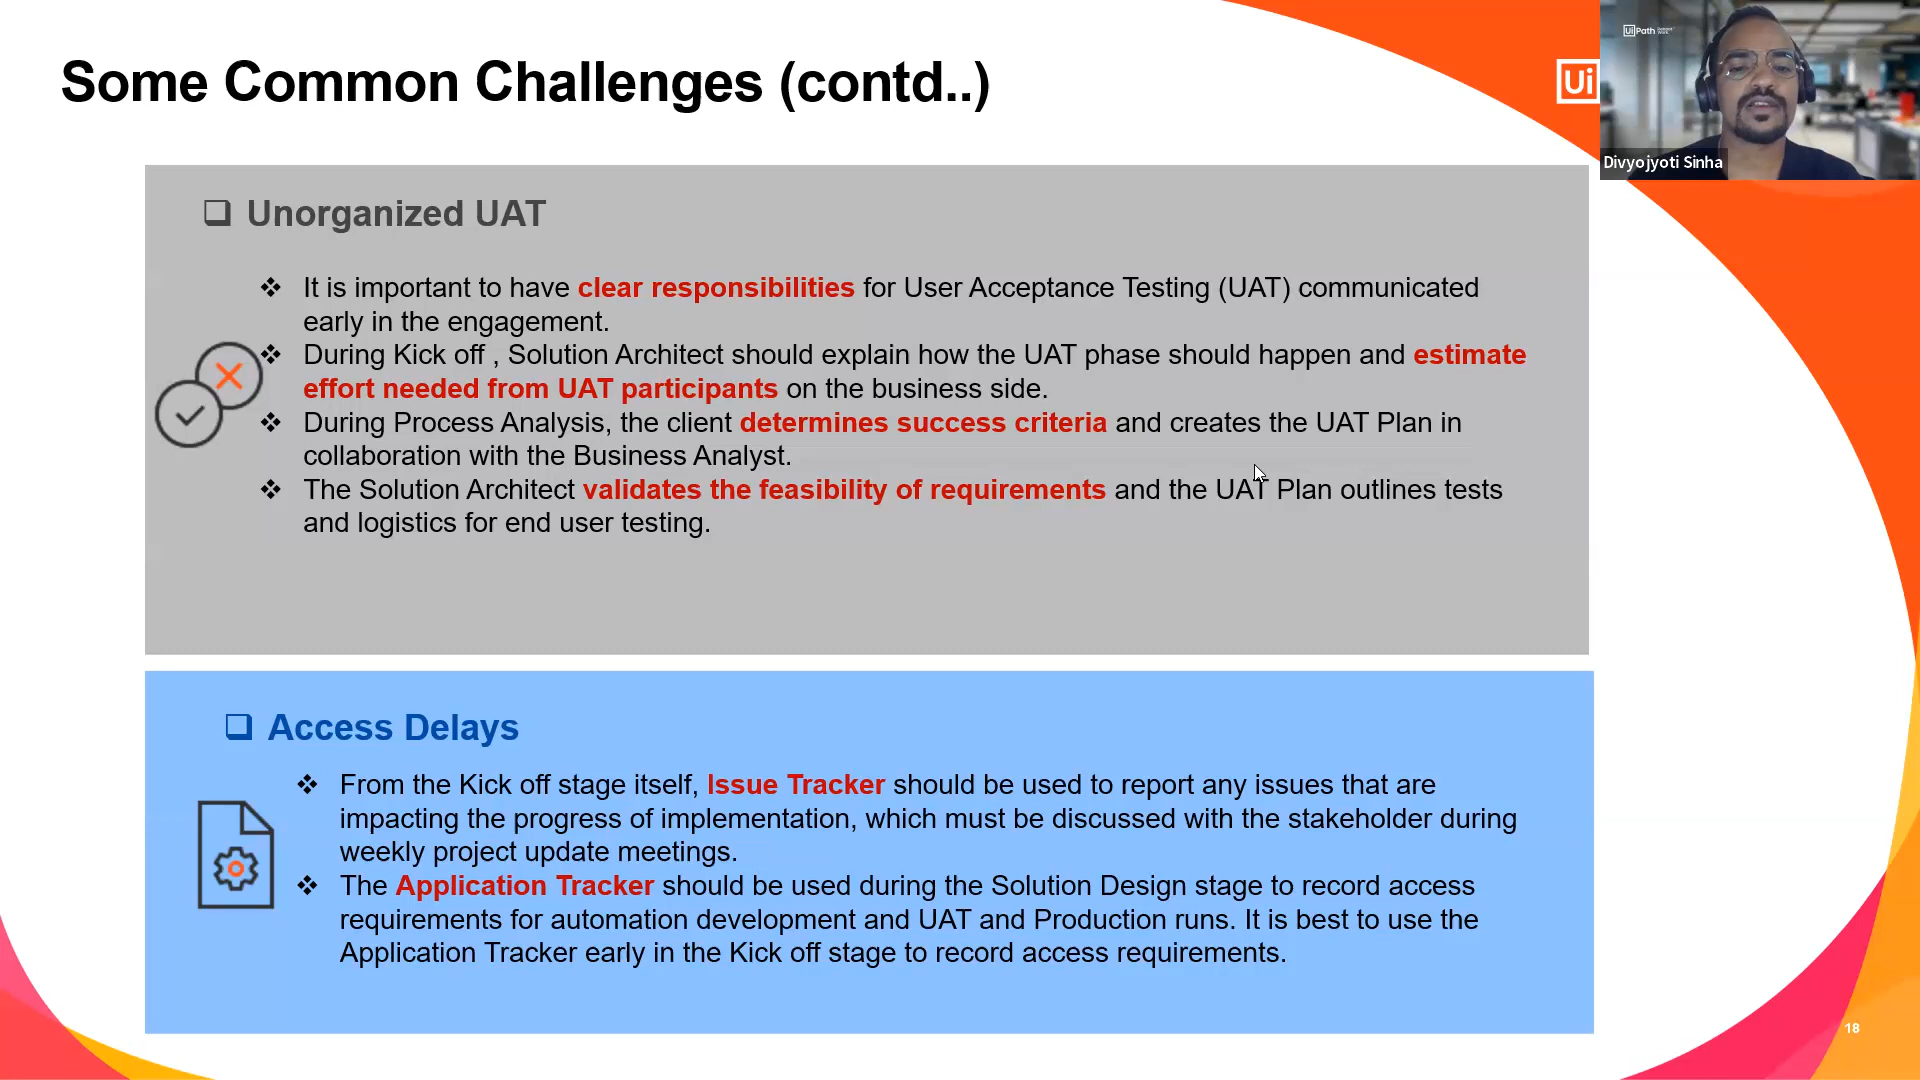 Some Common Challenges (contd..)
Ui
UiPath
Divyojyoti Sinha
Unorganized UAT
It is important to have clear responsibilities for User Acceptance Testing (UAT) communicated
early in the engagement.
During Kick off , Solution Architect should explain how the UAT phase should happen and estimate
effort needed from UAT participants on the business side.
During Process Analysis, the client determines success criteria and creates the UAT Plan in
collaboration with the Business Analyst.
The Solution Architect validates the feasibility of requirements and the UAT Plan outlines tests
and logistics for end user testing.
Access Delays
From the Kick off stage itself, Issue Tracker should be used to report any issues that are
impacting the progress of implementation, which must be discussed with the stakeholder during
weekly project update meetings.
The Application Tracker should be used during the Solution Design stage to record access
requirements for automation development and UAT and Production runs. It is best to use the
Application Tracker early in the Kick off stage to record access requirements.
18